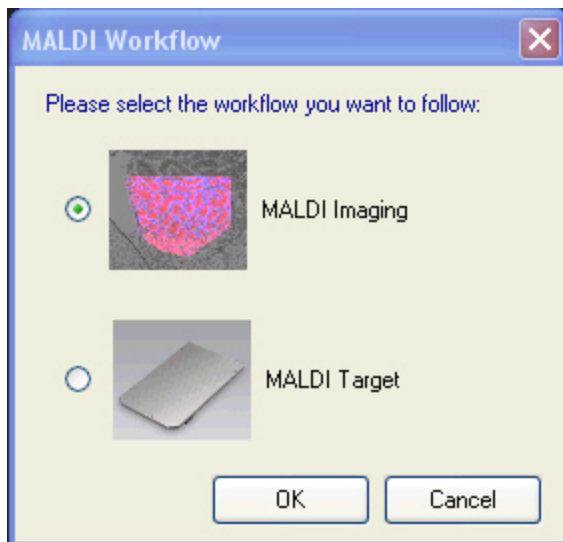 MALDI Workflow
Please select the workflow you want to follow:
MALDI Imaging
MALDI Target
OK
Cancel